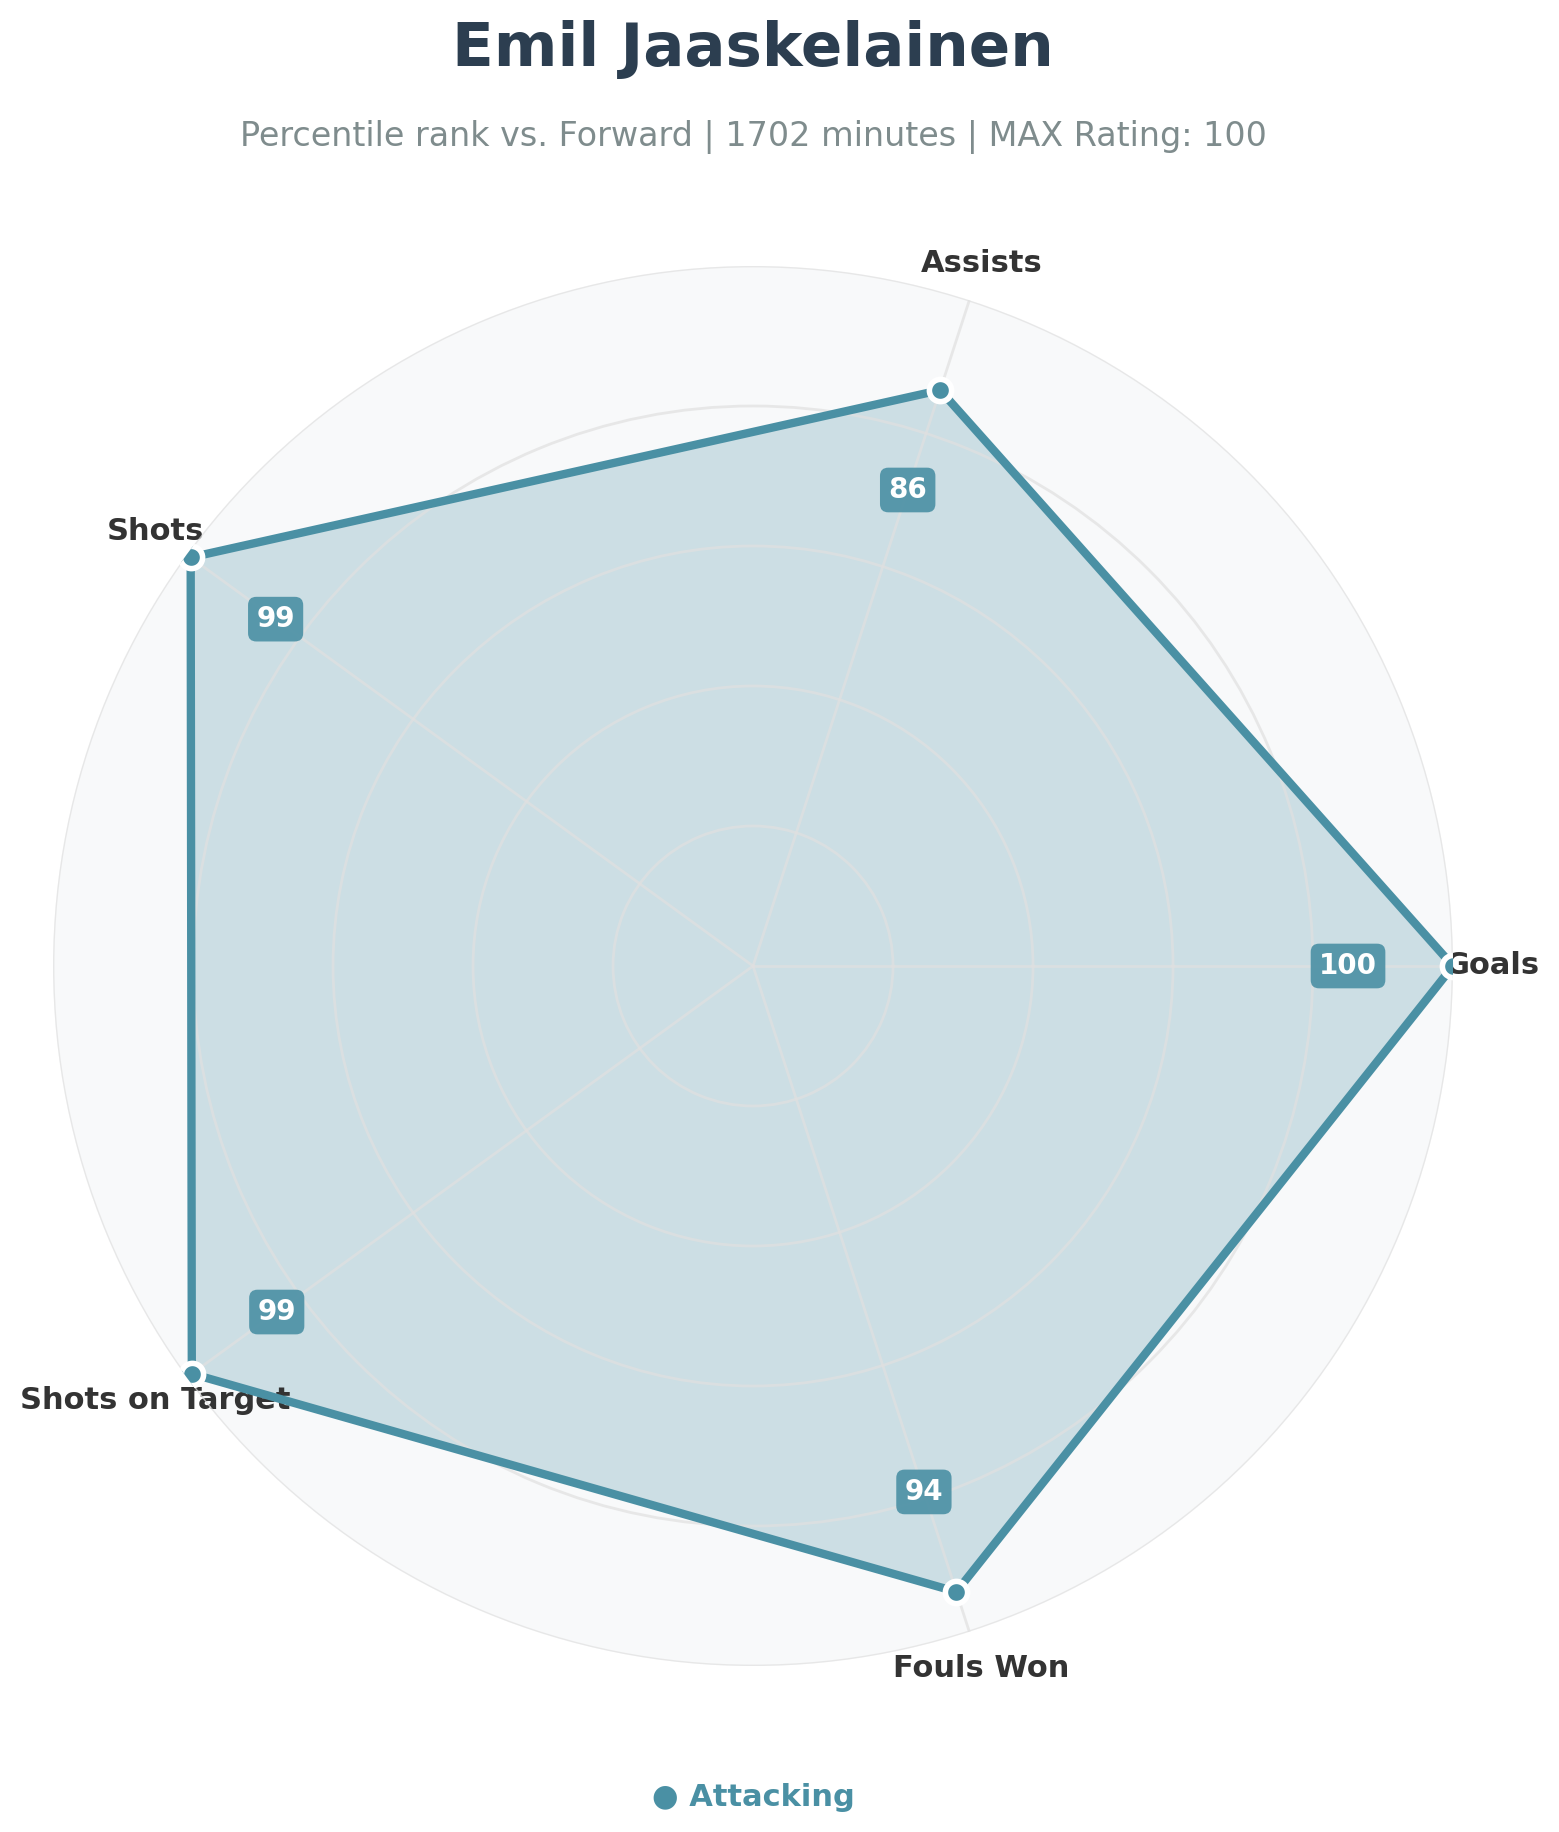 Emil Jaaskelainen
Percentile rank vs. Forward | 1702 minutes | MAX Rating: 100
Assists
86
Shots
99
100
Goals
99
Shots on Target
94
Fouls Won
Attacking